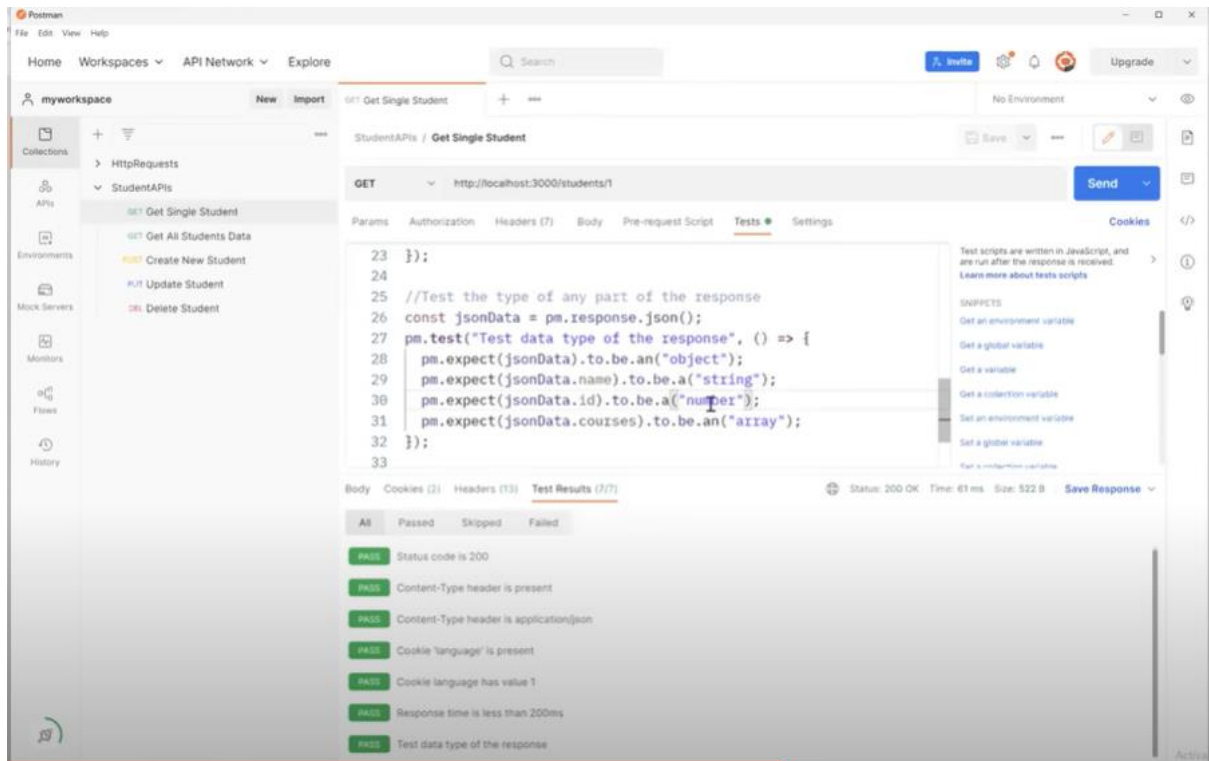 Postman
File Edit View Help
Home Workspaces API Network Explore Search Invite Upgrade
myworkspace New Import GET Get Single Student No Environment
Collections
APIs
Environments
Mock Servers
Monitors
Flows
History
HttpRequests
StudentAPIs
GET Get Single Student
GET Get All Students Data
POST Create New Student
PUT Update Student
DEL Delete Student
StudentAPIs / Get Single Student Save
GET http://localhost:3000/students/1 Send
Params Authorization Headers (7) Body Pre-request Script Tests Settings Cookies
23 });
24
25 //Test the type of any part of the response
26 const jsonData = pm.response.json();
27 pm.test("Test data type of the response", () => {
28 pm.expect(jsonData).to.be.an("object");
29 pm.expect(jsonData.name).to.be.a("string");
30 pm.expect(jsonData.id).to.be.a("number");
31 pm.expect(jsonData.courses).to.be.an("array");
32 });
33
Test scripts are written in JavaScript, and
are run after the response is received.
Learn more about tests scripts
SNIPPETS
Get an environment variable
Get a global variable
Get a variable
Get a collection variable
Set an environment variable
Set a global variable
Set a collection variable
Body Cookies (2) Headers (13) Test Results (7/7) Status: 200 OK Time: 61 ms Size: 522 B Save Response
All Passed Skipped Failed
PASS Status code is 200
PASS Content-Type header is present
PASS Content-Type header is application/json
PASS Cookie 'language' is present
PASS Cookie language has value 1
PASS Response time is less than 200ms
PASS Test data type of the response
Activa